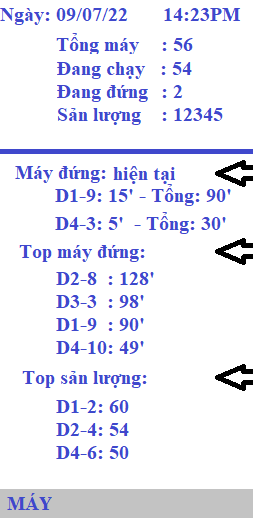 Ngày: 09/07/22 14:23PM
Tổng máy : 56
Đang chạy : 54
Đang đứng : 2
Sản lượng : 12345
Máy đứng: hiện tại
D1-9: 15' - Tổng: 90'
D4-3: 5' - Tổng: 30'
Top máy đứng:
D2-8 : 128'
D3-3 : 98'
D1-9 : 90'
D4-10: 49'
Top sản lượng:
D1-2: 60
D2-4: 54
D4-6: 50
MÁY